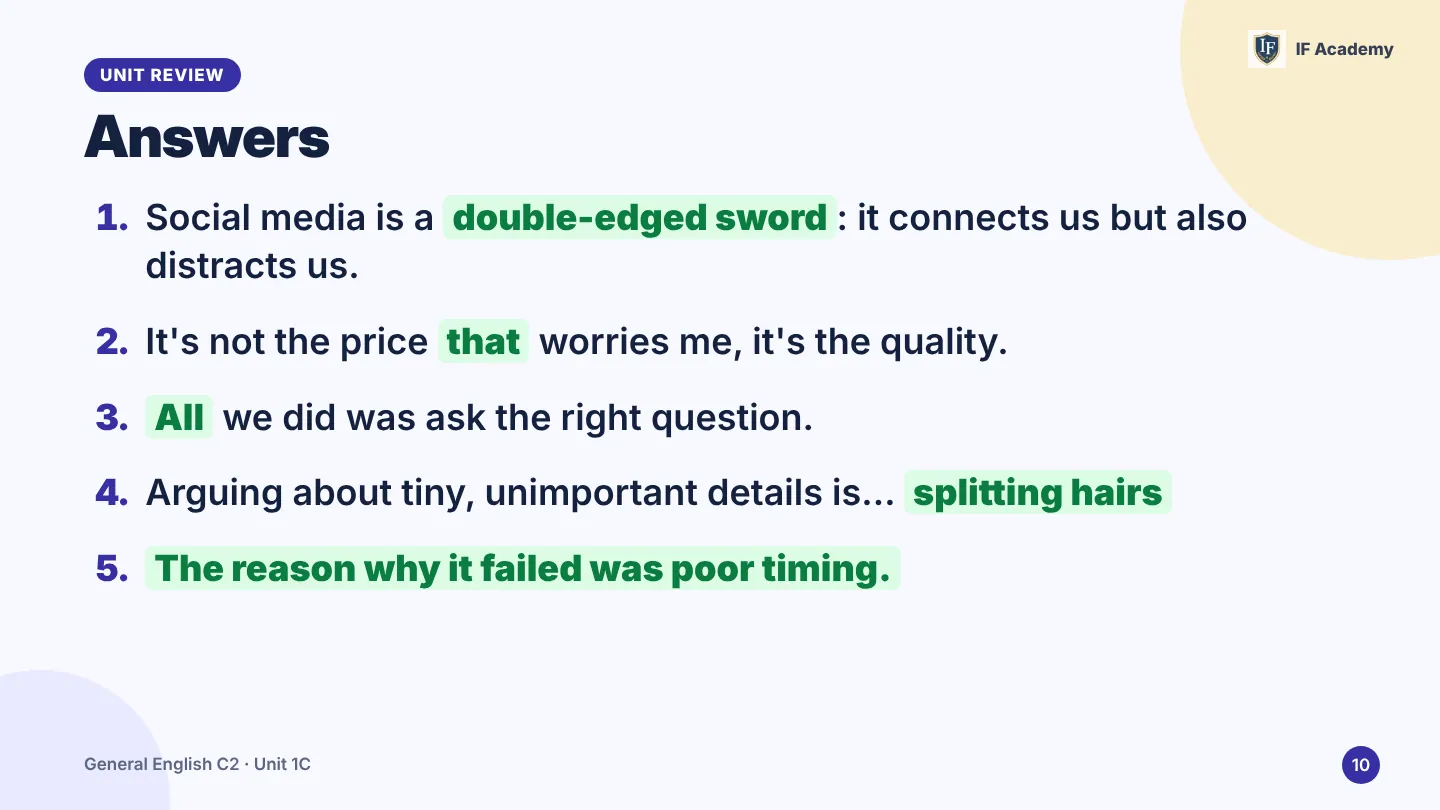 IF
IF Academy
UNIT REVIEW
Answers
1. Social media is a double-edged sword: it connects us but also
distracts us.
2. It's not the price that worries me, it's the quality.
3. All we did was ask the right question.
4. Arguing about tiny, unimportant details is... splitting hairs
5. The reason why it failed was poor timing.
General English C2 · Unit 1C
10